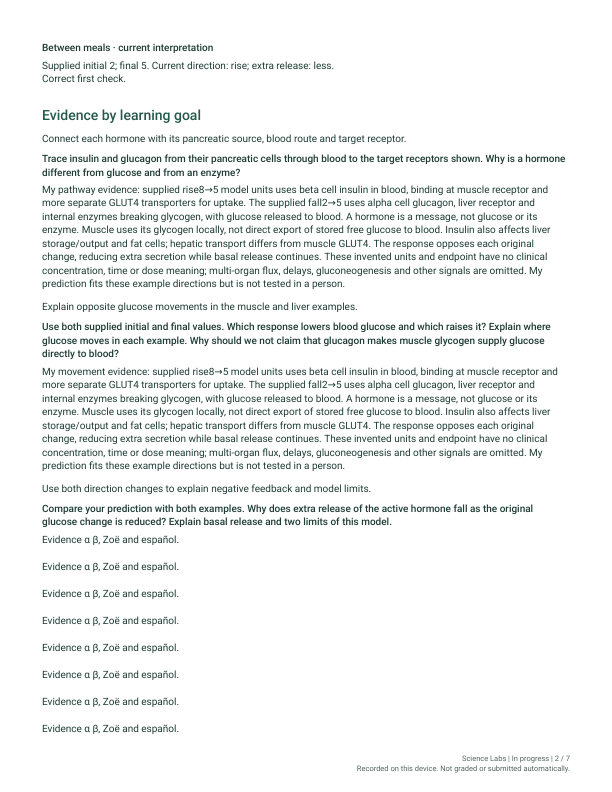 Between meals · current interpretation
Supplied initial 2; final 5. Current direction: rise; extra release: less.
Correct first check.
Evidence by learning goal
Connect each hormone with its pancreatic source, blood route and target receptor.
Trace insulin and glucagon from their pancreatic cells through blood to the target receptors shown. Why is a hormone
different from glucose and from an enzyme?
My pathway evidence: supplied rise8→5 model units uses beta cell insulin in blood, binding at muscle receptor and
more separate GLUT4 transporters for uptake. The supplied fall2→5 uses alpha cell glucagon, liver receptor and
internal enzymes breaking glycogen, with glucose released to blood. A hormone is a message, not glucose or its
enzyme. Muscle uses its glycogen locally, not direct export of stored free glucose to blood. Insulin also affects liver
storage/output and fat cells; hepatic transport differs from muscle GLUT4. The response opposes each original
change, reducing extra secretion while basal release continues. These invented units and endpoint have no clinical
concentration, time or dose meaning; multi-organ flux, delays, gluconeogenesis and other signals are omitted. My
prediction fits these example directions but is not tested in a person.
Explain opposite glucose movements in the muscle and liver examples.
Use both supplied initial and final values. Which response lowers blood glucose and which raises it? Explain where
glucose moves in each example. Why should we not claim that glucagon makes muscle glycogen supply glucose
directly to blood?
My movement evidence: supplied rise8→5 model units uses beta cell insulin in blood, binding at muscle receptor and
more separate GLUT4 transporters for uptake. The supplied fall2→5 uses alpha cell glucagon, liver receptor and
internal enzymes breaking glycogen, with glucose released to blood. A hormone is a message, not glucose or its
enzyme. Muscle uses its glycogen locally, not direct export of stored free glucose to blood. Insulin also affects liver
storage/output and fat cells; hepatic transport differs from muscle GLUT4. The response opposes each original
change, reducing extra secretion while basal release continues. These invented units and endpoint have no clinical
concentration, time or dose meaning; multi-organ flux, delays, gluconeogenesis and other signals are omitted. My
prediction fits these example directions but is not tested in a person.
Use both direction changes to explain negative feedback and model limits.
Compare your prediction with both examples. Why does extra release of the active hormone fall as the original
glucose change is reduced? Explain basal release and two limits of this model.
Evidence α β, Zoë and español.
Evidence α β, Zoë and español.
Evidence α β, Zoë and español.
Evidence α β, Zoë and español.
Evidence α β, Zoë and español.
Evidence α β, Zoë and español.
Evidence α β, Zoë and español.
Evidence α β, Zoë and español.
Science Labs | In progress | 2 / 7
Recorded on this device. Not graded or submitted automatically.